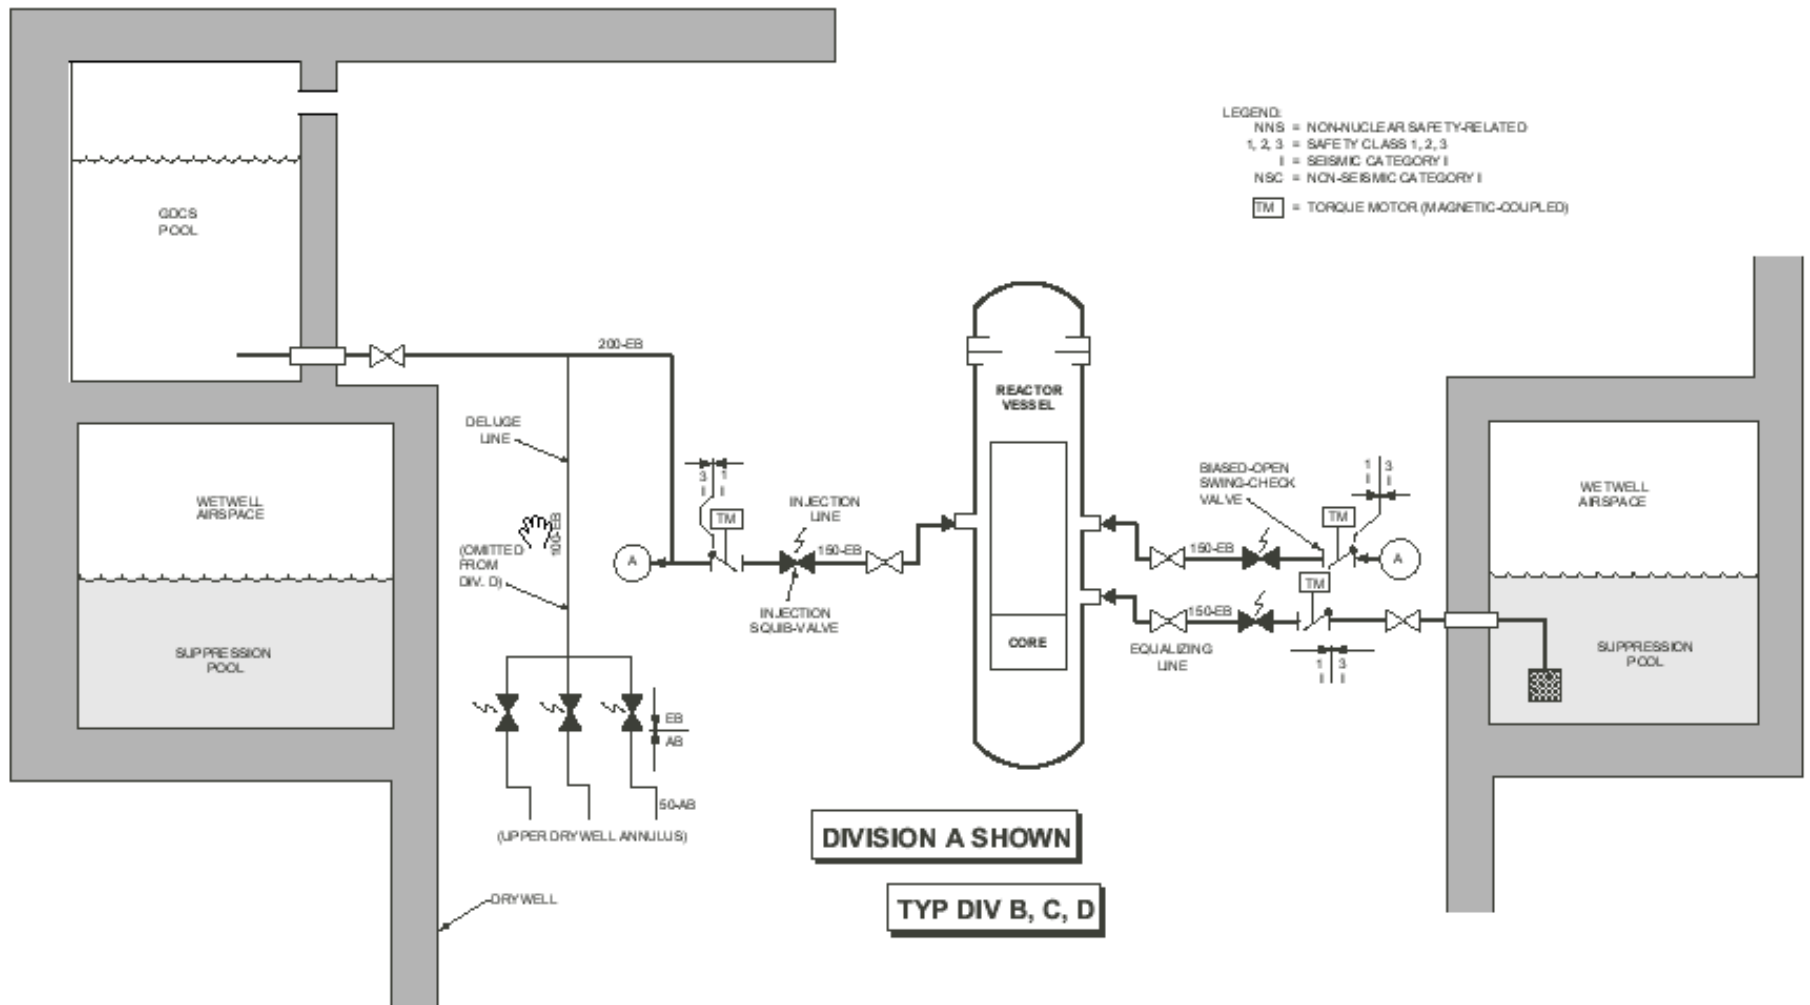 LEGEND:
NNS = NON-NUCLEAR SAFETY-RELATED
1, 2, 3 = SAFETY CLASS 1, 2, 3
I = SEISMIC CATEGORY I
NSC = NON-SEISMIC CATEGORY I
TM = TORQUE MOTOR (MAGNETIC-COUPLED)
GDCS
POOL
200-EB
DELUGE
LINE
100-EB
(OMITTED
FROM
DIV. D)
WETWELL
AIRSPACE
SUPPRESSION
POOL
EB
AB
50-AB
(UPPER DRYWELL ANNULUS)
DRYWELL
3 1
I I
TM
A
INJECTION
LINE
150-EB
INJECTION
SQUIB-VALVE
REACTOR
VESSEL
CORE
BIASED-OPEN
SWING-CHECK
VALVE
1 3
I I
TM
150-EB
A
TM
150-EB
EQUALIZING
LINE
1 3
I I
WETWELL
AIRSPACE
SUPPRESSION
POOL
DIVISION A SHOWN
TYP DIV B, C, D